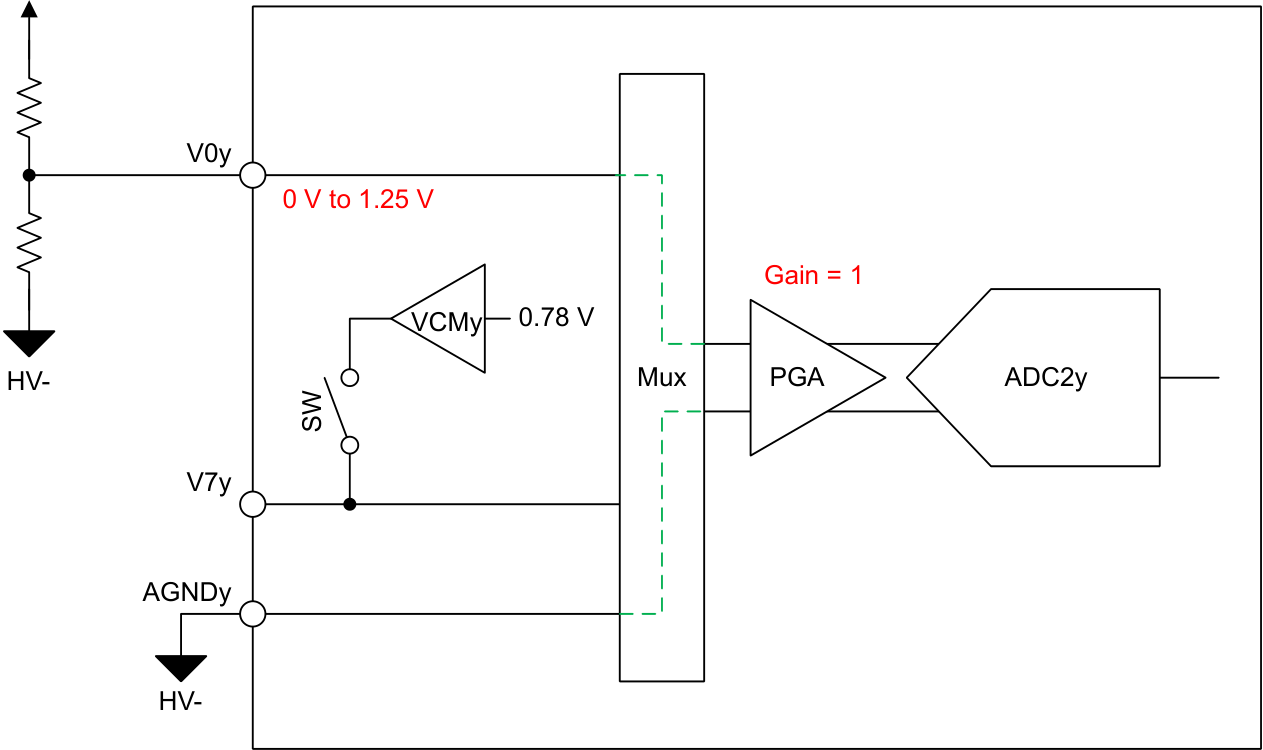 V0y
0 V to 1.25 V
Gain = 1
VCMy
0.78 V
HV-
Mux
PGA
ADC2y
SW
V7y
AGNDy
HV-